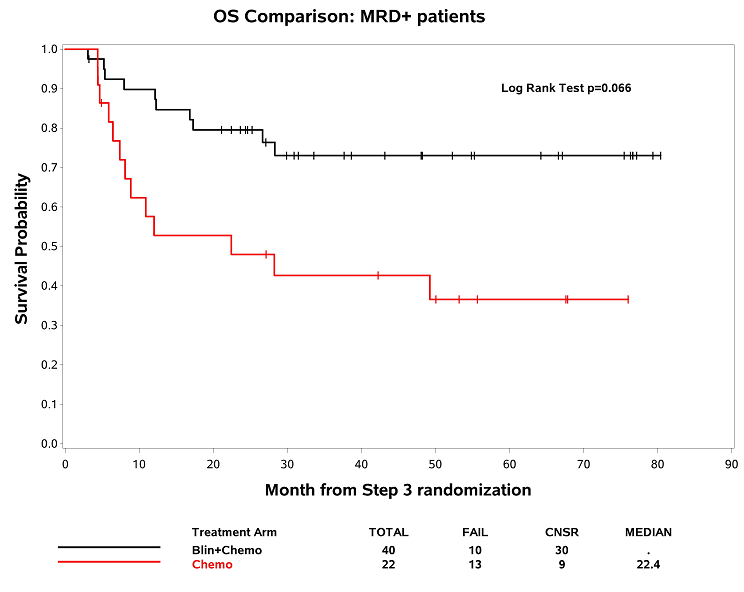 OS Comparison: MRD+ patients
1.0
0.9
0.8
0.7
0.6
0.5
0.4
0.3
0.2
0.1
0.0
Survival Probability
Log Rank Test p=0.066
0 10 20 30 40 50 60 70 80 90
Month from Step 3 randomization
Treatment Arm TOTAL FAIL CNSR MEDIAN
Blin+Chemo 40 10 30 .
Chemo 22 13 9 22.4